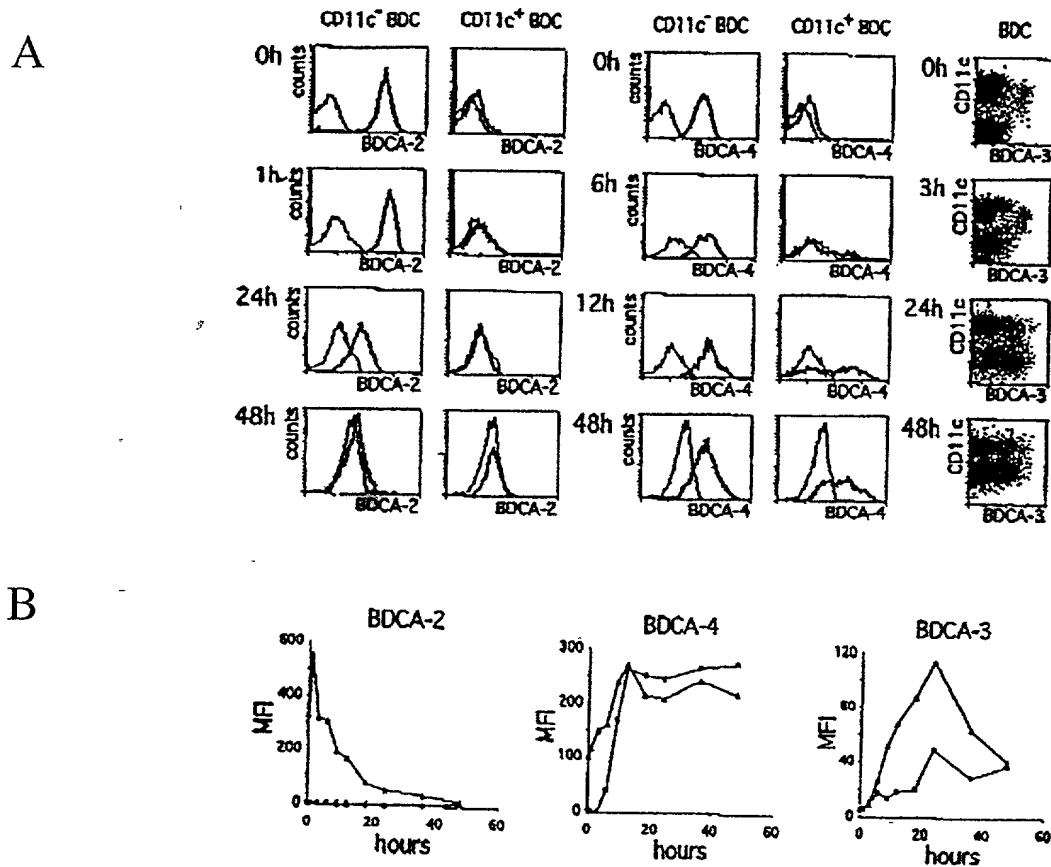 A
CD11c⁻ BDC CD11c⁺ BDC CD11c⁻ BDC CD11c⁺ BDC BDC
0h counts BDCA-2 BDCA-2 0h counts BDCA-4 BDCA-4 0h CD11c BDCA-3
1h counts BDCA-2 BDCA-2 6h counts BDCA-4 BDCA-4 3h CD11c BDCA-3
24h counts BDCA-2 BDCA-2 12h counts BDCA-4 BDCA-4 24h CD11c BDCA-3
48h counts BDCA-2 BDCA-2 48h counts BDCA-4 BDCA-4 48h CD11c BDCA-3
B
BDCA-2 BDCA-4 BDCA-3
600 300 120
400 200 80
200 100 40
0 0 0
MFI MFI MFI
0 20 40 60 0 20 40 60 0 20 40 60
hours hours hours